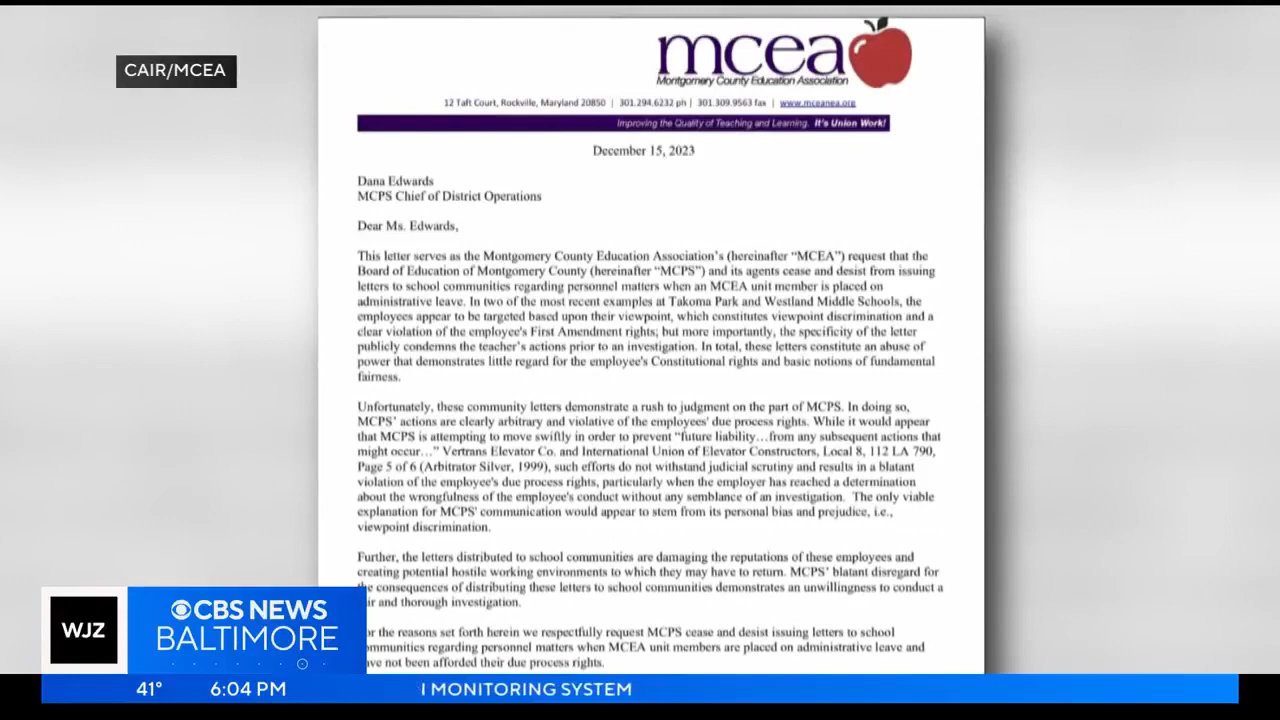 CAIR/MCEA
mcea
Montgomery County Education Association
12 Taft Court, Rockville, Maryland 20850 | 301.294.6232 ph | 301.309.9563 fax | www.mceanea.org
Improving the Quality of Teaching and Learning. It's Union Work!
December 15, 2023
Dana Edwards
MCPS Chief of District Operations
Dear Ms. Edwards,
This letter serves as the Montgomery County Education Association's (hereinafter “MCEA”) request that the
Board of Education of Montgomery County (hereinafter “MCPS”) and its agents cease and desist from issuing
letters to school communities regarding personnel matters when an MCEA unit member is placed on
administrative leave. In two of the most recent examples at Takoma Park and Westland Middle Schools, the
employees appear to be targeted based upon their viewpoint, which constitutes viewpoint discrimination and a
clear violation of the employee's First Amendment rights; but more importantly, the specificity of the letter
publicly condemns the teacher's actions prior to an investigation. In total, these letters constitute an abuse of
power that demonstrates little regard for the employee's Constitutional rights and basic notions of fundamental
fairness.
Unfortunately, these community letters demonstrate a rush to judgment on the part of MCPS. In doing so,
MCPS' actions are clearly arbitrary and violative of the employees' due process rights. While it would appear
that MCPS is attempting to move swiftly in order to prevent “future liability…from any subsequent actions that
might occur…” Vertrans Elevator Co. and International Union of Elevator Constructors, Local 8, 112 LA 790,
Page 5 of 6 (Arbitrator Silver, 1999), such efforts do not withstand judicial scrutiny and results in a blatant
violation of the employee's due process rights, particularly when the employer has reached a determination
about the wrongfulness of the employee's conduct without any semblance of an investigation. The only viable
explanation for MCPS' communication would appear to stem from its personal bias and prejudice, i.e.,
viewpoint discrimination.
Further, the letters distributed to school communities are damaging the reputations of these employees and
creating potential hostile working environments to which they may have to return. MCPS' blatant disregard for
the consequences of distributing these letters to school communities demonstrates an unwillingness to conduct a
ir and thorough investigation.
or the reasons set forth herein we respectfully request MCPS cease and desist issuing letters to school
ommunities regarding personnel matters when MCEA unit members are placed on administrative leave and
ave not been afforded their due process rights.
WJZ
CBS NEWS
BALTIMORE
41° 6:04 PM
MONITORING SYSTEM